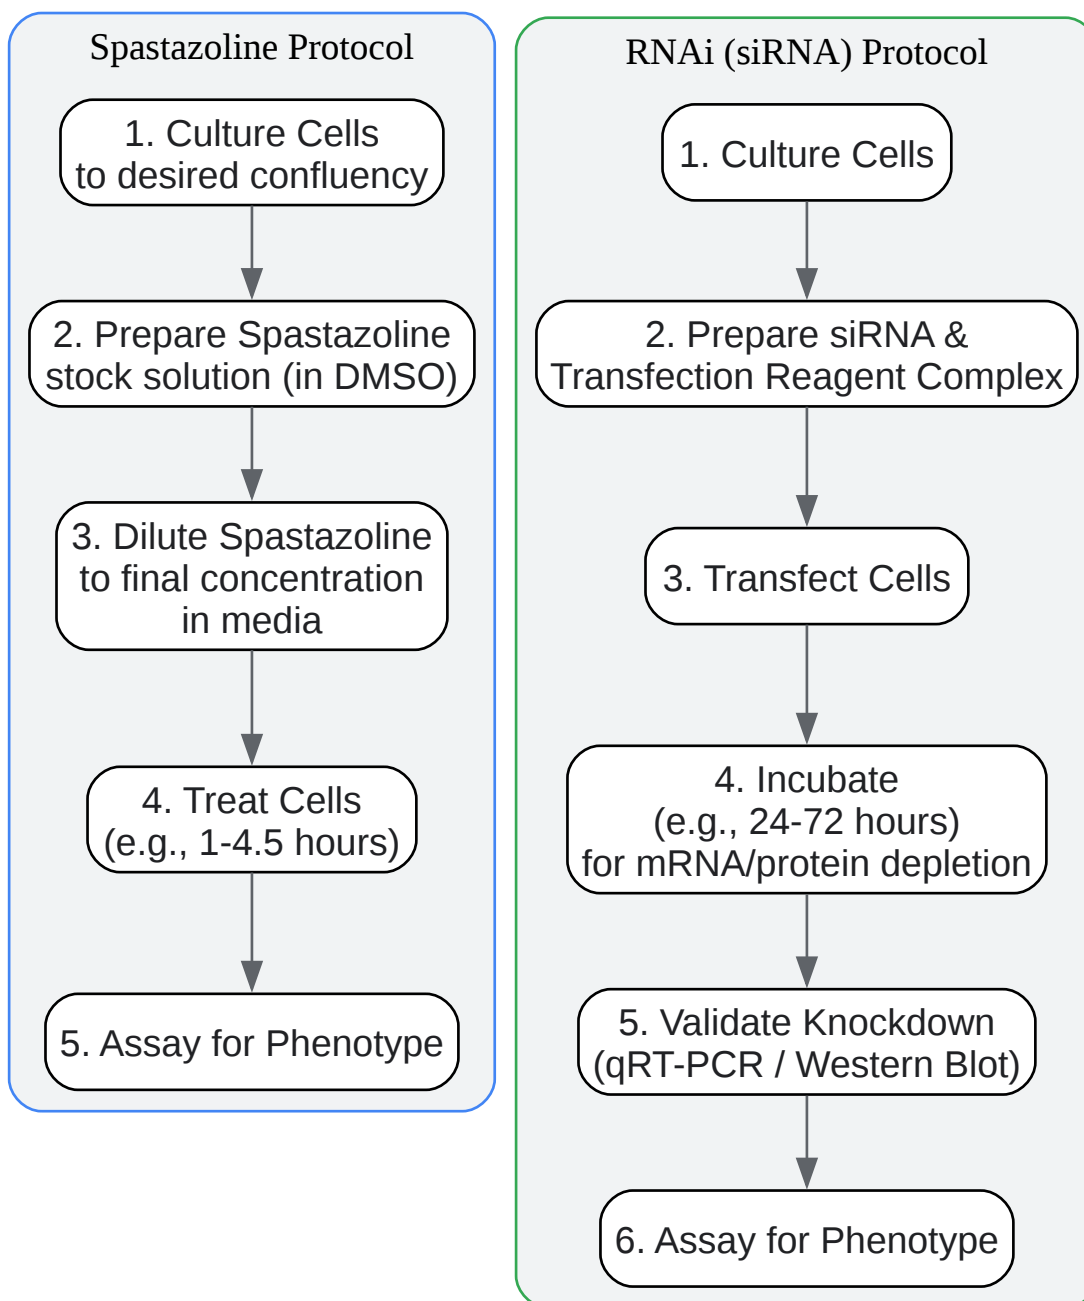 Spastazoline Protocol
1. Culture Cells
to desired confluency
2. Prepare Spastazoline
stock solution (in DMSO)
3. Dilute Spastazoline
to final concentration
in media
4. Treat Cells
(e.g., 1-4.5 hours)
5. Assay for Phenotype
RNAi (siRNA) Protocol
1. Culture Cells
2. Prepare siRNA &
Transfection Reagent Complex
3. Transfect Cells
4. Incubate
(e.g., 24-72 hours)
for mRNA/protein depletion
5. Validate Knockdown
(qRT-PCR / Western Blot)
6. Assay for Phenotype